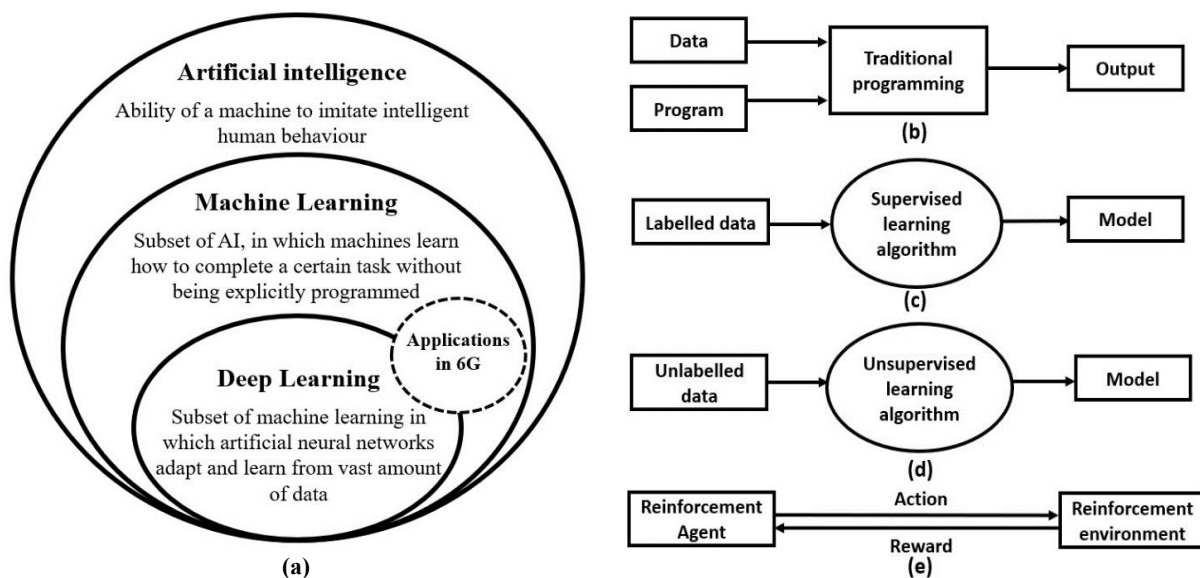 Artificial intelligence
Ability of a machine to imitate intelligent
human behaviour
Machine Learning
Subset of AI, in which machines learn
how to complete a certain task without
being explicitly programmed
Applications
in 6G
Deep Learning
Subset of machine learning in
which artificial neural networks
adapt and learn from vast amount
of data
(a)
Data
Program
Traditional
programming
Output
(b)
Labelled data
Supervised
learning
algorithm
Model
(c)
Unlabelled
data
Unsupervised
learning
algorithm
Model
(d)
Reinforcement
Agent
Action
Reward
Reinforcement
environment
(e)